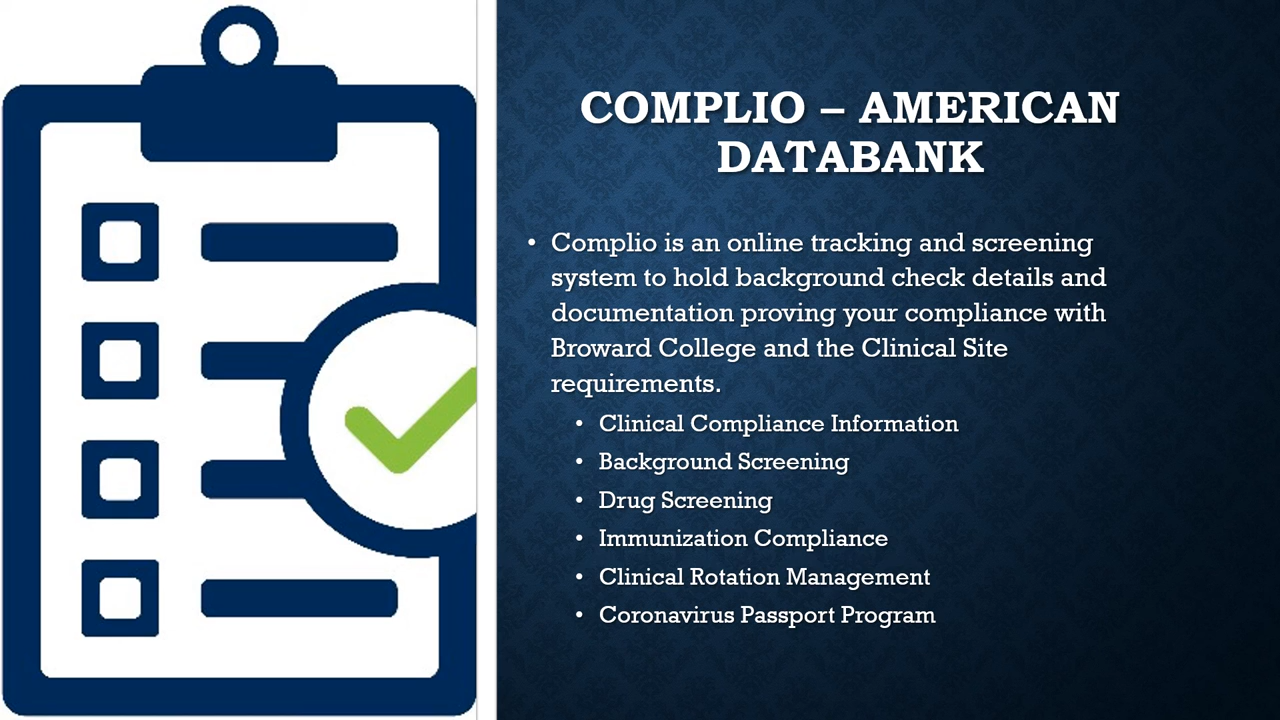 COMPLIO – AMERICAN
DATABANK
• Complio is an online tracking and screening
system to hold background check details and
documentation proving your compliance with
Broward College and the Clinical Site
requirements.
• Clinical Compliance Information
• Background Screening
• Drug Screening
• Immunization Compliance
• Clinical Rotation Management
• Coronavirus Passport Program